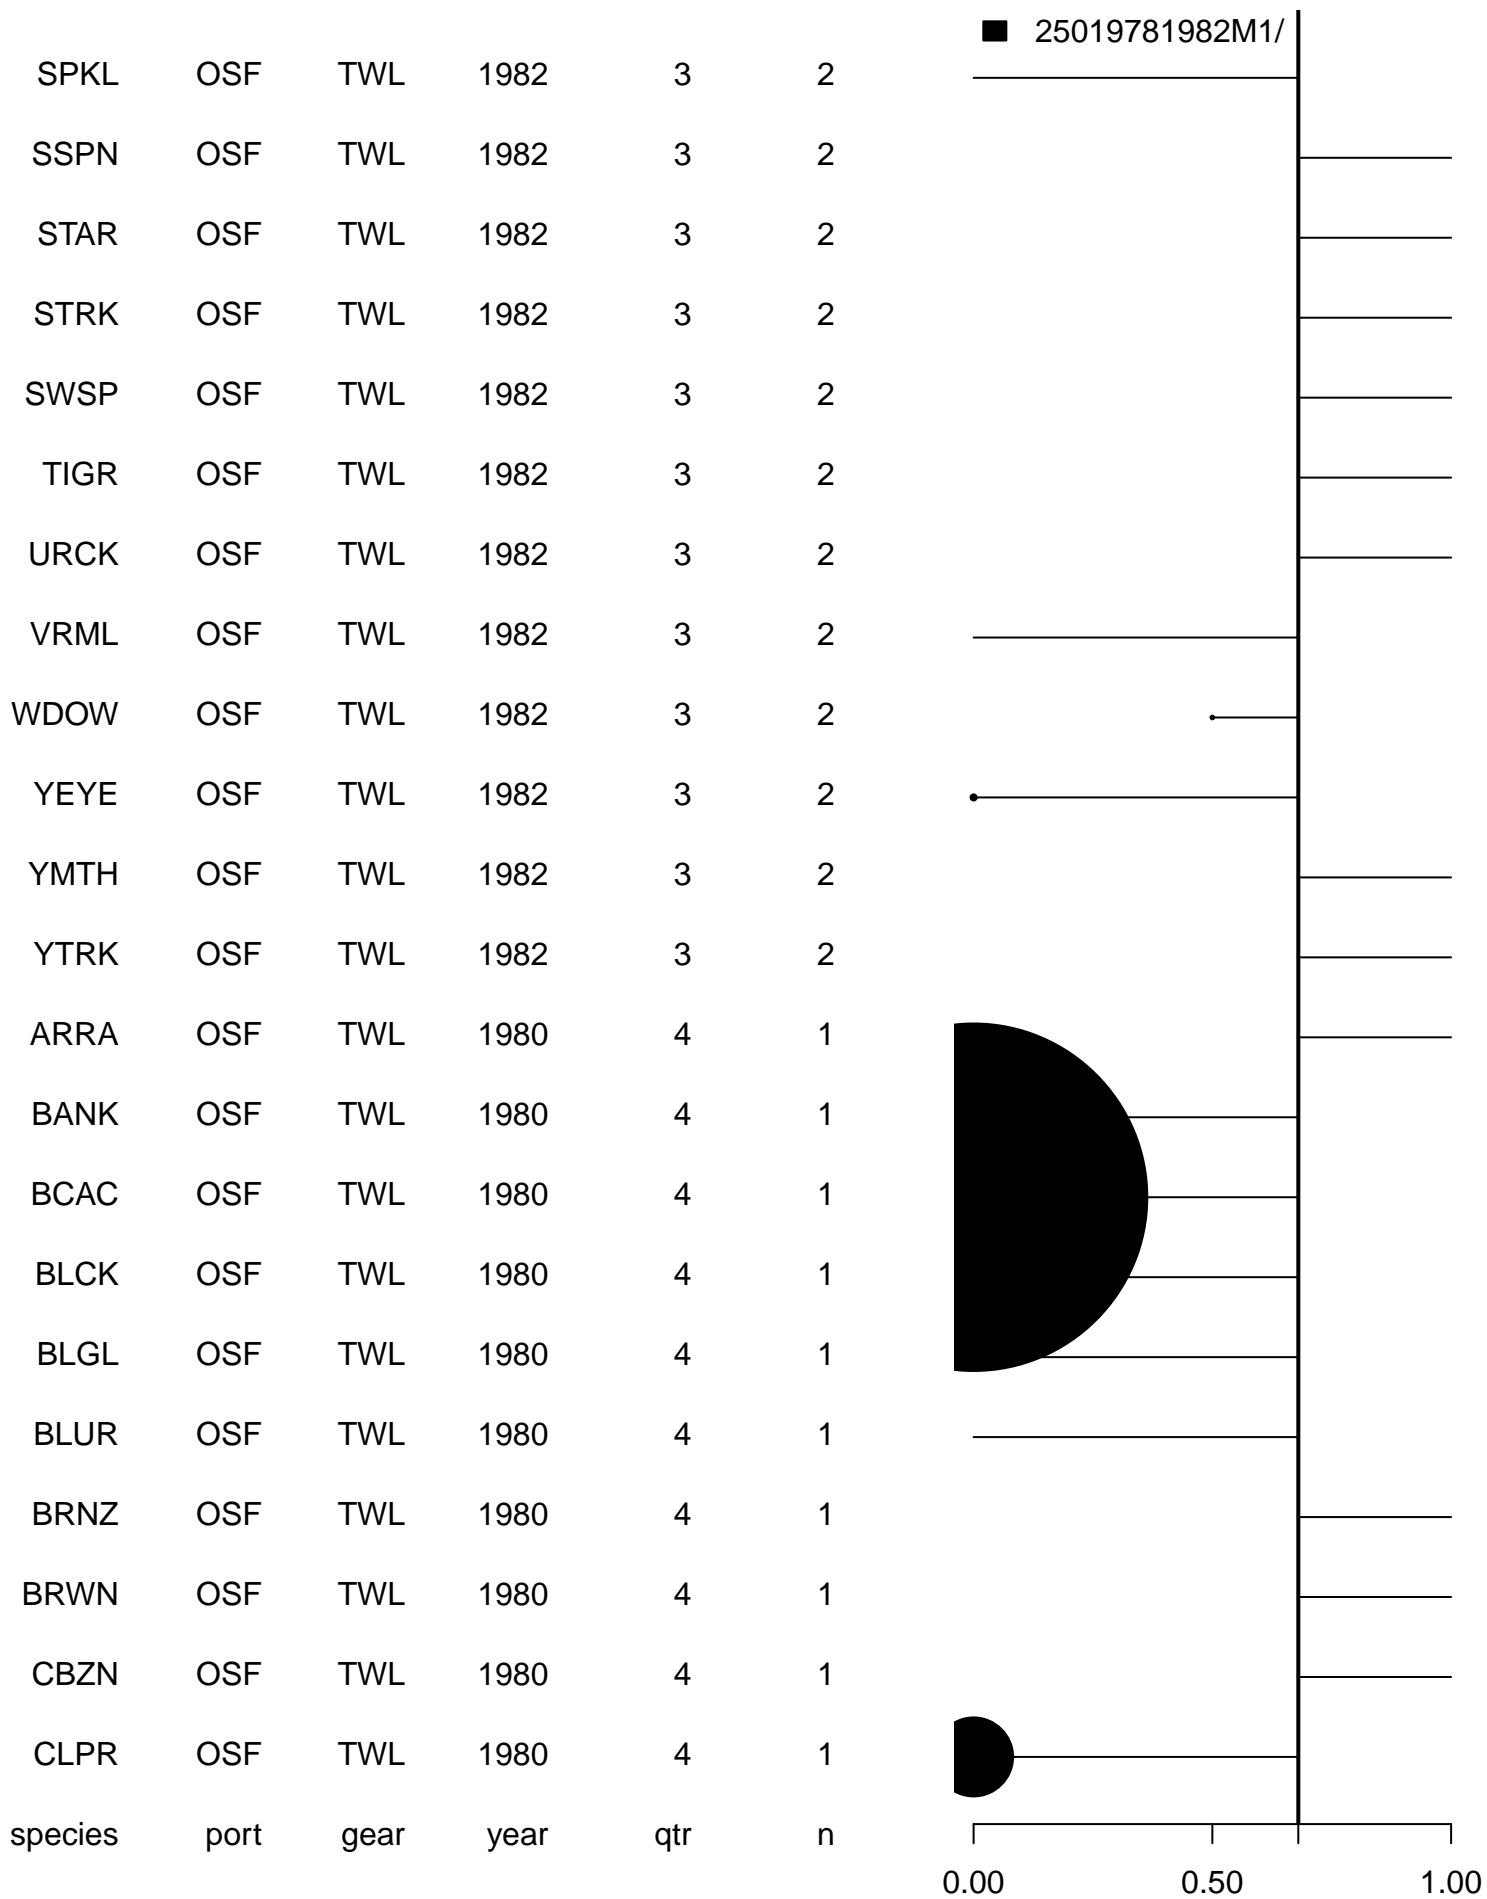 25019781982M1/
SPKL OSF TWL 1982 3 2
SSPN OSF TWL 1982 3 2
STAR OSF TWL 1982 3 2
STRK OSF TWL 1982 3 2
SWSP OSF TWL 1982 3 2
TIGR OSF TWL 1982 3 2
URCK OSF TWL 1982 3 2
VRML OSF TWL 1982 3 2
WDOW OSF TWL 1982 3 2
YEYE OSF TWL 1982 3 2
YMTH OSF TWL 1982 3 2
YTRK OSF TWL 1982 3 2
ARRA OSF TWL 1980 4 1
BANK OSF TWL 1980 4 1
BCAC OSF TWL 1980 4 1
BLCK OSF TWL 1980 4 1
BLGL OSF TWL 1980 4 1
BLUR OSF TWL 1980 4 1
BRNZ OSF TWL 1980 4 1
BRWN OSF TWL 1980 4 1
CBZN OSF TWL 1980 4 1
CLPR OSF TWL 1980 4 1
species port gear year qtr n
0.00 0.50 1.00